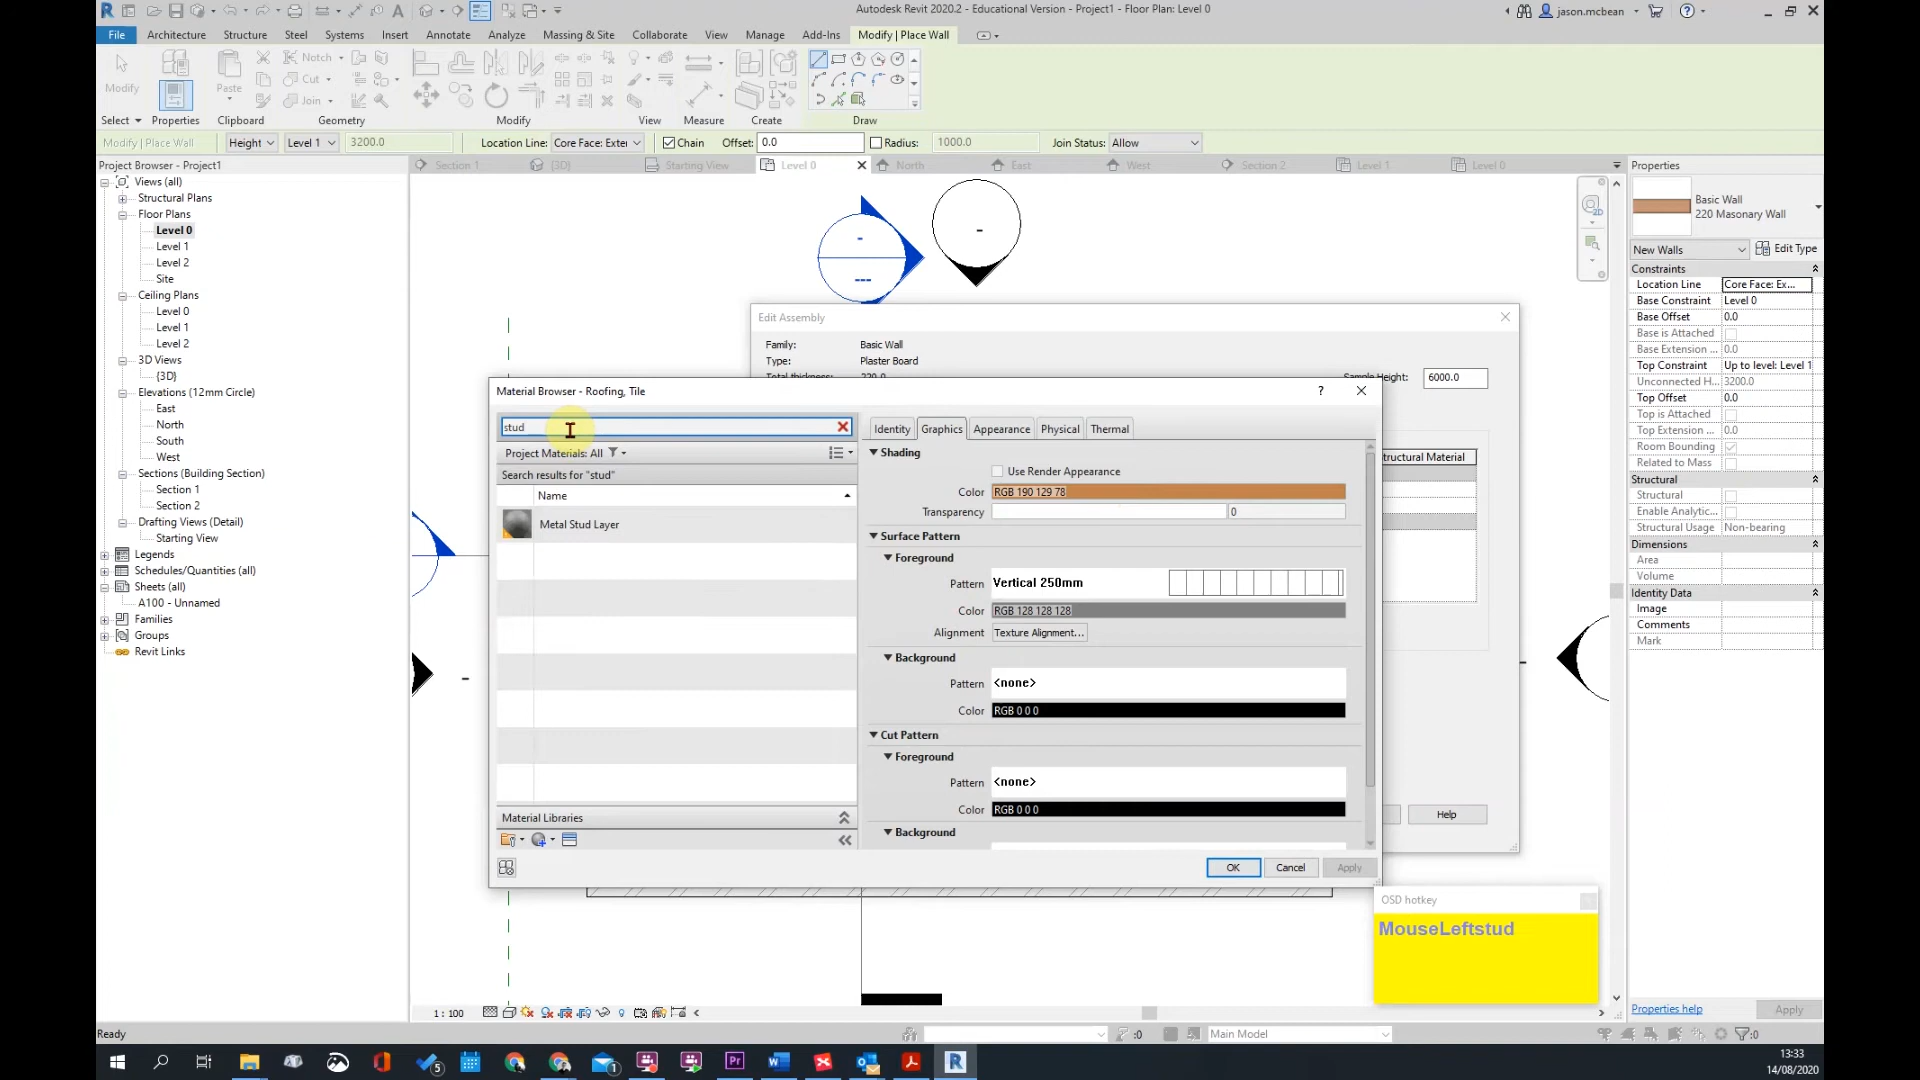 Autodesk Revit 2020.2 - Educational Version - Project1 - Floor Plan: Level 0
jason.mcbean
File Architecture Structure Steel Systems Insert Annotate Analyze Massing & Site Collaborate View Manage Add-Ins Modify | Place Wall
Modify Paste Notch Cut Join
Select Properties Clipboard Geometry Modify View Measure Create Draw
Modify | Place Wall Height Level 1 3200.0 Location Line: Core Face: Exter Chain Offset: 0.0 Radius: 1000.0 Join Status: Allow
Project Browser - Project1
Section 1 {3D} Starting View Level 0 North East West Section 2 Level 1 Level 0
Views (all)
Structural Plans
Floor Plans
Level 0
Level 1
Level 2
Site
Ceiling Plans
Level 0
Level 1
Level 2
3D Views
{3D}
Elevations (12mm Circle)
East
North
South
West
Sections (Building Section)
Section 1
Section 2
Drafting Views (Detail)
Starting View
Legends
Schedules/Quantities (all)
Sheets (all)
A100 - Unnamed
Families
Groups
Revit Links
Edit Assembly
Family: Basic Wall
Type: Plaster Board
Total thickness: 220.0
Sample Height: 6000.0
tructural Material
Help
Material Browser - Roofing, Tile
?
stud
Project Materials: All
Search results for "stud"
Name
Metal Stud Layer
Material Libraries
Identity Graphics Appearance Physical Thermal
Shading
Use Render Appearance
Color RGB 190 129 78
Transparency 0
Surface Pattern
Foreground
Pattern Vertical 250mm
Color RGB 128 128 128
Alignment Texture Alignment...
Background
Pattern <none>
Color RGB 0 0 0
Cut Pattern
Foreground
Pattern <none>
Color RGB 0 0 0
Background
OK Cancel Apply
OSD hotkey
MouseLeftstud
Properties
Basic Wall
220 Masonary Wall
New Walls Edit Type
Constraints
Location Line Core Face: Ex...
Base Constraint Level 0
Base Offset 0.0
Base is Attached
Base Extension ... 0.0
Top Constraint Up to level: Level 1
Unconnected H... 3200.0
Top Offset 0.0
Top is Attached
Top Extension ... 0.0
Room Bounding
Related to Mass
Structural
Structural
Enable Analytic...
Structural Usage Non-bearing
Dimensions
Area
Volume
Identity Data
Image
Comments
Mark
Properties help Apply
1 : 100
Ready
:0 Main Model :0
5 1
13:33
14/08/2020